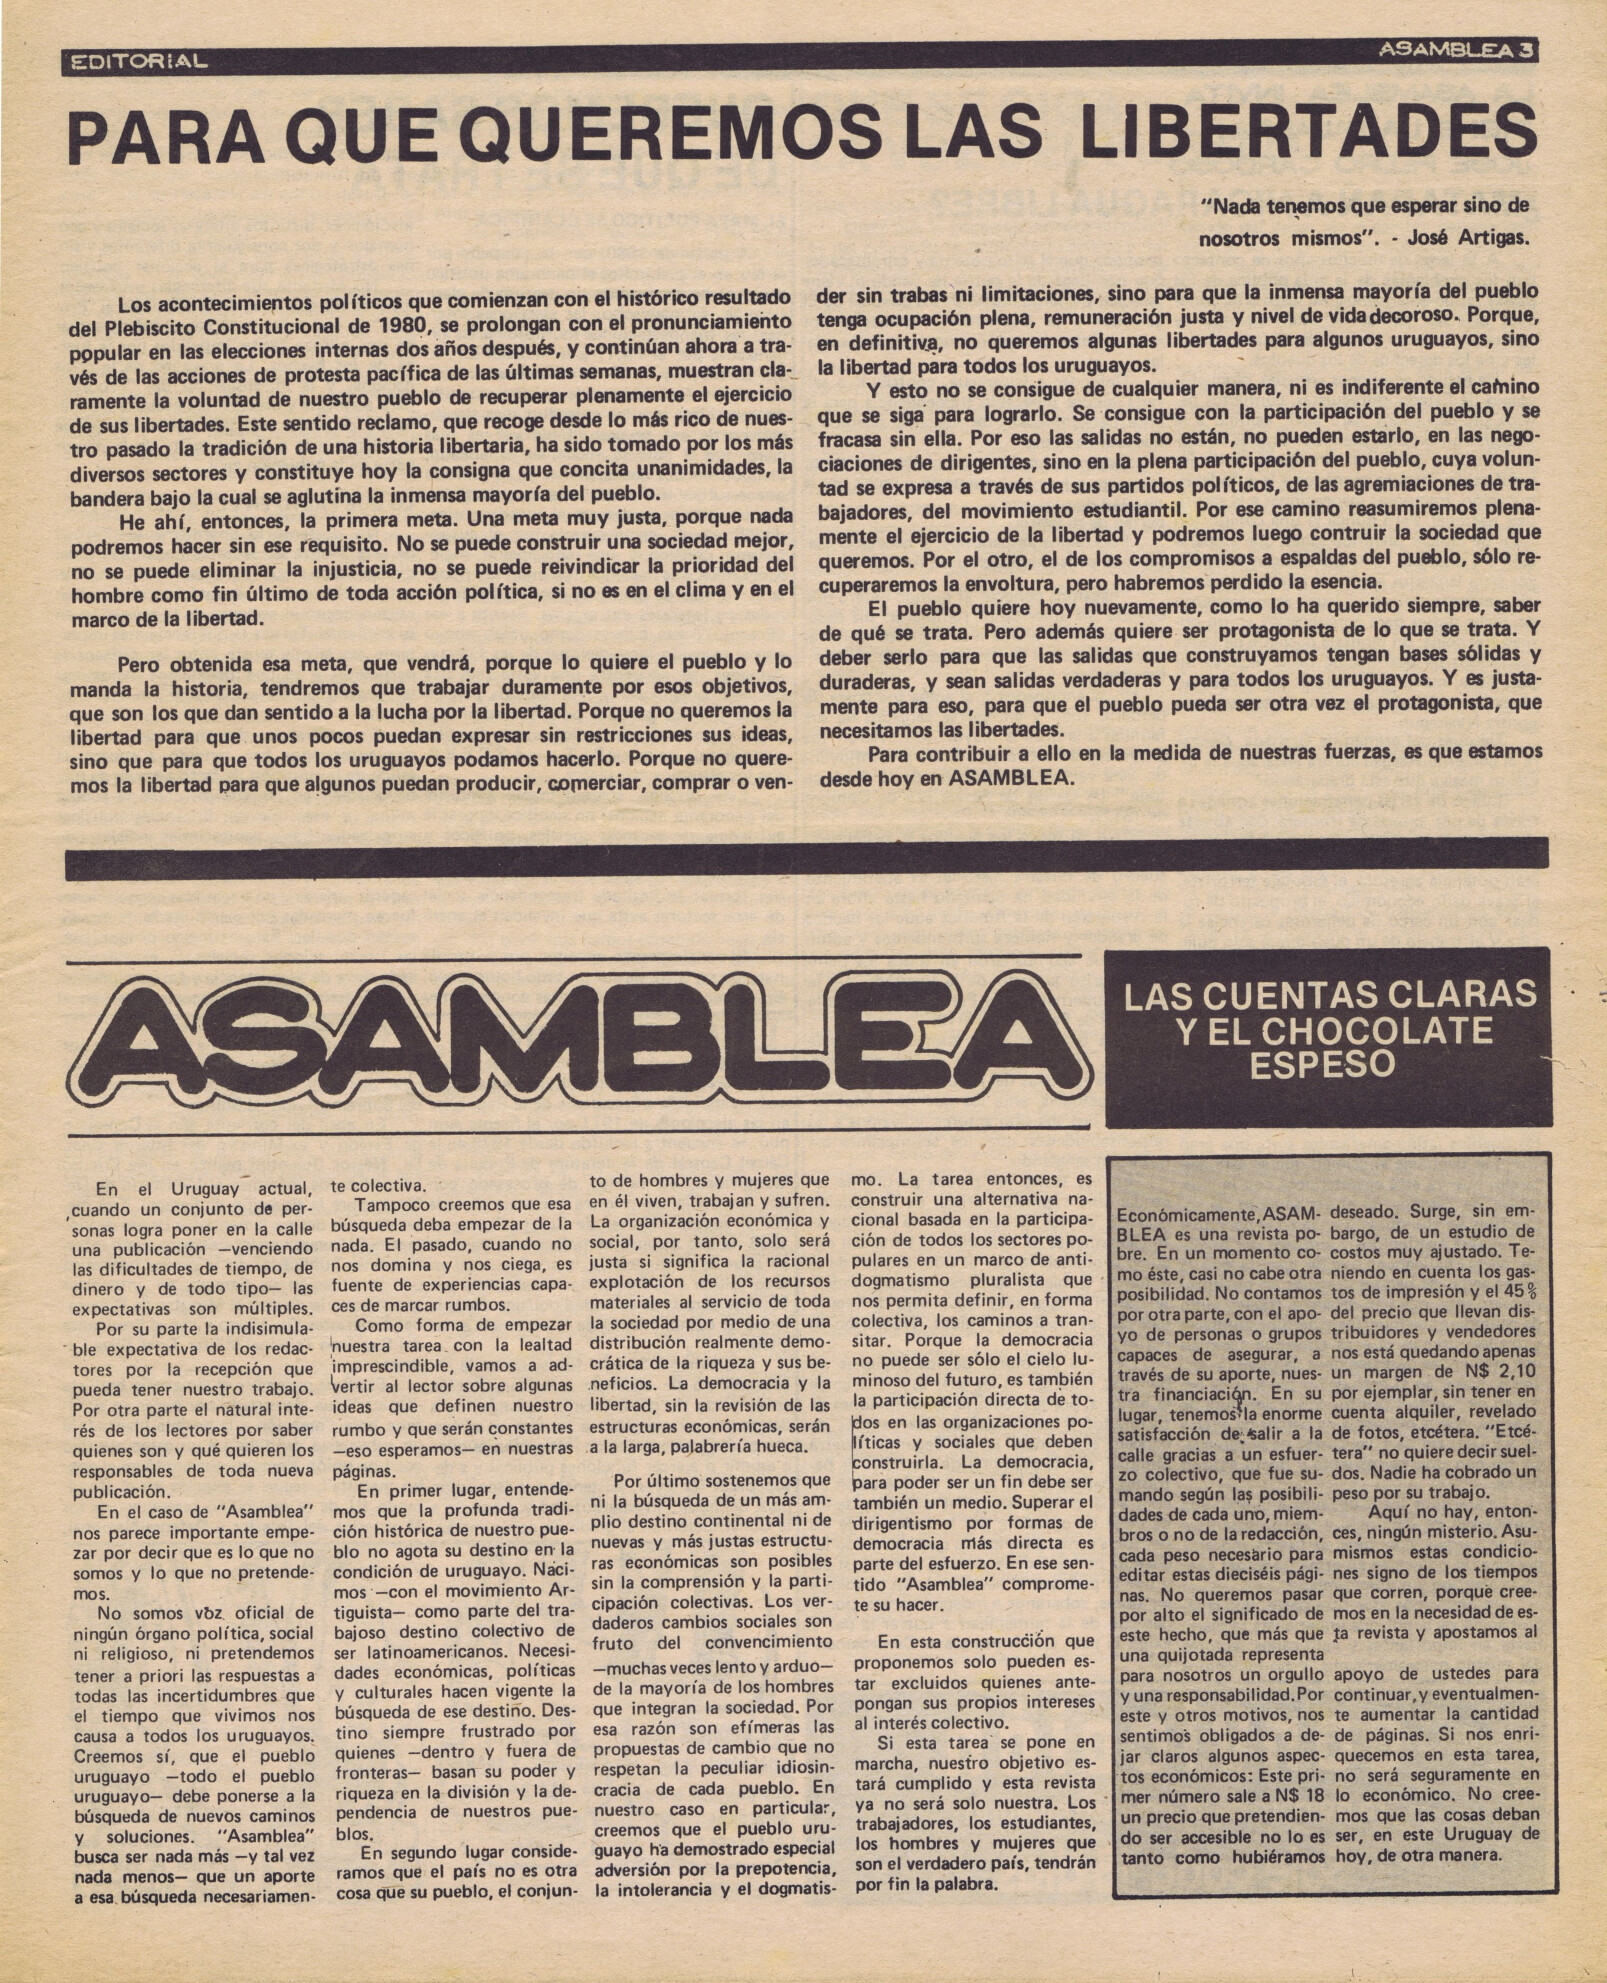 EDITORIAL
ASAMBLEA 3
PARA QUE QUEREMOS LAS LIBERTADES
"Nada tenemos que esperar sino de
nosotros mismos". - José Artigas.
Los acontecimientos políticos que comienzan con el histórico resultado
del Plebiscito Constitucional de 1980, se prolongan con el pronunciamiento
popular en las elecciones internas dos años después, y continúan ahora a tra-
vés de las acciones de protesta pacífica de las últimas semanas, muestran cla-
ramente la voluntad de nuestro pueblo de recuperar plenamente el ejercicio
de sus libertades. Este sentido reclamo, que recoge desde lo más rico de nues-
tro pasado la tradición de una historia libertaria, ha sido tomado por los más
diversos sectores y constituye hoy la consigna que concita unanimidades, la
bandera bajo la cual se aglutina la inmensa mayoría del pueblo.
He ahí, entonces, la primera meta. Una meta muy justa, porque nada
podremos hacer sin ese requisito. No se puede construir una sociedad mejor,
no se puede eliminar la injusticia, no se puede reivindicar la prioridad del
hombre como fin último de toda acción política, si no es en el clima y en el
marco de la libertad.
Pero obtenida esa meta, que vendrá, porque lo quiere el pueblo y lo
manda la historia, tendremos que trabajar duramente por esos objetivos,
que son los que dan sentido a la lucha por la libertad. Porque no queremos la
libertad para que unos pocos puedan expresar sin restricciones sus ideas,
sino que para que todos los uruguayos podamos hacerlo. Porque no quere-
mos la libertad para que algunos puedan producir, comerciar, comprar o ven-
der sin trabas ni limitaciones, sino para que la inmensa mayoría del pueblo
tenga ocupación plena, remuneración justa y nivel de vida decoroso. Porque,
en definitiva, no queremos algunas libertades para algunos uruguayos, sino
la libertad para todos los uruguayos.
Y esto no se consigue de cualquier manera, ni es indiferente el camino
que se siga para lograrlo. Se consigue con la participación del pueblo y se
fracasa sin ella. Por eso las salidas no están, no pueden estarlo, en las nego-
ciaciones de dirigentes, sino en la plena participación del pueblo, cuya volun-
tad se expresa a través de sus partidos políticos, de las agremiaciones de tra-
bajadores, del movimiento estudiantil. Por ese camino reasumiremos plena-
mente el ejercicio de la libertad y podremos luego contruir la sociedad que
queremos. Por el otro, el de los compromisos a espaldas del pueblo, sólo re-
cuperaremos la envoltura, pero habremos perdido la esencia.
El pueblo quiere hoy nuevamente, como lo ha querido siempre, saber
de qué se trata. Pero además quiere ser protagonista de lo que se trata. Y
deber serlo para que las salidas que construyamos tengan bases sólidas y
duraderas, y sean salidas verdaderas y para todos los uruguayos. Y es justa-
mente para eso, para que el pueblo pueda ser otra vez el protagonista, que
necesitamos las libertades.
Para contribuir a ello en la medida de nuestras fuerzas, es que estamos
desde hoy en ASAMBLEA.
ASAMBLEA
En el Uruguay actual,
cuando un conjunto de per-
sonas logra poner en la calle
una publicación —venciendo
las dificultades de tiempo, de
dinero y de todo tipo— las
expectativas son múltiples.
Por su parte la indisimula-
ble expectativa de los redac-
tores por la recepción que
pueda tener nuestro trabajo.
Por otra parte el natural inte-
rés de los lectores por saber
quienes son y qué quieren los
responsables de toda nueva
publicación.
En el caso de "Asamblea"
nos parece importante empe-
zar por decir que es lo que no
somos y lo que no pretende-
mos.
No somos voz oficial de
ningún órgano política, social
ni religioso, ni pretendemos
tener a priori las respuestas a
todas las incertidumbres que
el tiempo que vivimos nos
causa a todos los uruguayos.
Creemos sí, que el pueblo
uruguayo —todo el pueblo
uruguayo— debe ponerse a la
búsqueda de nuevos caminos
y soluciones. "Asamblea"
busca ser nada más —y tal vez
nada menos— que un aporte
a esa búsqueda necesariamen-
te colectiva.
Tampoco creemos que esa
búsqueda deba empezar de la
nada. El pasado, cuando no
nos domina y nos ciega, es
fuente de experiencias capa-
ces de marcar rumbos.
Como forma de empezar
nuestra tarea con la lealtad
imprescindible, vamos a ad-
vertir al lector sobre algunas
ideas que definen nuestro
rumbo y que serán constantes
—eso esperamos— en nuestras
páginas.
En primer lugar, entende-
mos que la profunda tradi-
ción histórica de nuestro pue-
blo no agota su destino en la
condición de uruguayo. Naci-
mos —con el movimiento Ar-
tiguista— como parte del tra-
bajoso destino colectivo de
ser latinoamericanos. Necesi-
dades económicas, políticas
y culturales hacen vigente la
búsqueda de ese destino. Des-
tino siempre frustrado por
quienes —dentro y fuera de
fronteras— basan su poder y
riqueza en la división y la de-
pendencia de nuestros pue-
blos.
En segundo lugar conside-
ramos que el país no es otra
cosa que su pueblo, el conjun-
to de hombres y mujeres que
en él viven, trabajan y sufren.
La organización económica y
social, por tanto, solo será
justa si significa la racional
explotación de los recursos
materiales al servicio de toda
la sociedad por medio de una
distribución realmente demo-
crática de la riqueza y sus be-
neficios. La democracia y la
libertad, sin la revisión de las
estructuras económicas, serán
a la larga, palabrería hueca.
Por último sostenemos que
ni la búsqueda de un más am-
plio destino continental ni de
nuevas y más justas estructu-
ras económicas son posibles
sin la comprensión y la parti-
cipación colectivas. Los ver-
daderos cambios sociales son
fruto del convencimiento
—muchas veces lento y arduo—
de la mayoría de los hombres
que integran la sociedad. Por
esa razón son efímeras las
propuestas de cambio que no
respetan la peculiar idiosin-
cracia de cada pueblo. En
nuestro caso en particular,
creemos que el pueblo uru-
guayo ha demostrado especial
adversión por la prepotencia,
la intolerancia y el dogmatis-
mo. La tarea entonces, es
construir una alternativa na-
cional basada en la participa-
ción de todos los sectores po-
pulares en un marco de anti-
dogmatismo pluralista que
nos permita definir, en forma
colectiva, los caminos a tran-
sitar. Porque la democracia
no puede ser sólo el cielo lu-
minoso del futuro, es también
la participación directa de to-
dos en las organizaciones po-
líticas y sociales que deben
construirla. La democracia,
para poder ser un fin debe ser
también un medio. Superar el
dirigentismo por formas de
democracia más directa es
parte del esfuerzo. En ese sen-
tido "Asamblea" comprome-
te su hacer.
En esta construcción que
proponemos solo pueden es-
tar excluidos quienes ante-
pongan sus propios intereses
al interés colectivo.
Si esta tarea se pone en
marcha, nuestro objetivo es-
tará cumplido y esta revista
ya no será solo nuestra. Los
trabajadores, los estudiantes,
los hombres y mujeres que
son el verdadero país, tendrán
por fin la palabra.
LAS CUENTAS CLARAS
Y EL CHOCOLATE
ESPESO
Económicamente, ASAM-
BLEA es una revista po-
bre. En un momento co-
mo éste, casi no cabe otra
posibilidad. No contamos
por otra parte, con el apo-
yo de personas o grupos
capaces de asegurar, a
través de su aporte, nues-
tra financiación. En su
lugar, tenemos la enorme
satisfacción de salir a la
calle gracias a un esfuer-
zo colectivo, que fue su-
mando según las posibili-
dades de cada uno, miem-
bros o no de la redacción,
cada peso necesario para
editar estas dieciséis pági-
nas. No queremos pasar
por alto el significado de
este hecho, que más que
una quijotada representa
para nosotros un orgullo
y una responsabilidad. Por
este y otros motivos, nos
sentimos obligados a de-
jar claros algunos aspec-
tos económicos: Este pri-
mer número sale a N$ 18
un precio que pretendien-
do ser accesible no lo es
tanto como hubiéramos
deseado. Surge, sin em-
bargo, de un estudio de
costos muy ajustado. Te-
niendo en cuenta los gas-
tos de impresión y el 45%
del precio que llevan dis-
tribuidores y vendedores
nos está quedando apenas
un margen de N$ 2,10
por ejemplar, sin tener en
cuenta alquiler, revelado
de fotos, etcétera. "Etcé-
tera" no quiere decir suel-
dos. Nadie ha cobrado un
peso por su trabajo.
Aquí no hay, enton-
ces, ningún misterio. Asu-
mismos estas condicio-
nes signo de los tiempos
que corren, porque cree-
mos en la necesidad de es-
ta revista y apostamos al
apoyo de ustedes para
continuar, y eventualmen-
te aumentar la cantidad
de páginas. Si nos enri-
quecemos en esta tarea,
no será seguramente en
lo económico. No cree-
mos que las cosas deban
ser, en este Uruguay de
hoy, de otra manera.